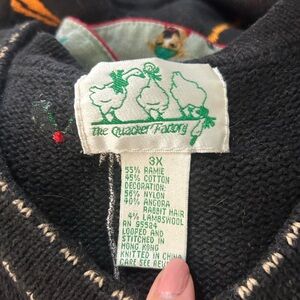 The Quacker Factory
3X
55% RAMIE
45% COTTON
DECORATION:
56% NYLON
40% ANGORA
RABBIT HAIR
4% LAMBSWOOL
RN 95584
LOOPED AND
STITCHED IN
HONG KONG
KNITTED IN CHINA
CARE SEE